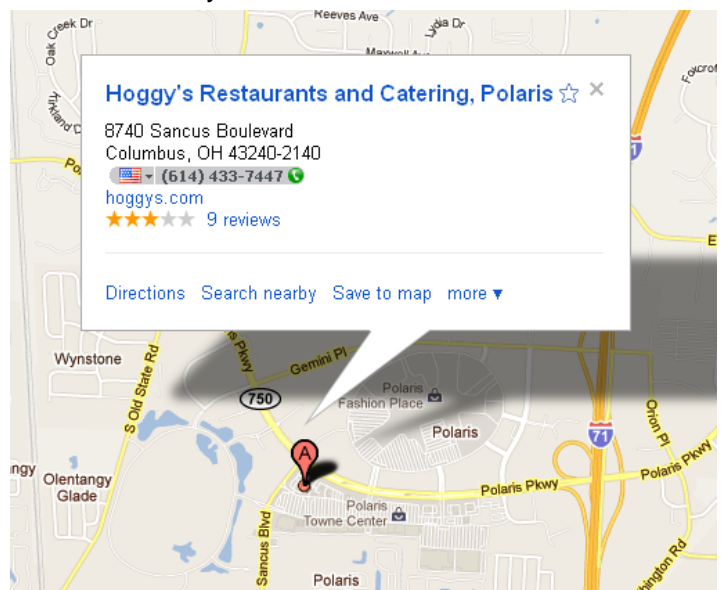 Reeves Ave
Oak Creek Dr
Lydia Dr
Hoggy's Restaurants and Catering, Polaris
8740 Sancus Boulevard
Columbus, OH 43240-2140
(614) 433-7447
hoggys.com
9 reviews
Directions Search nearby Save to map more
71
E
Wynstone
S Old State Rd
Pkwy
Gemini Pl
750
Polaris
Fashion Place
Polaris
Orion Pl
71
A
Olentangy
Glade
Polaris Pkwy
Polaris Pkwy
Polaris
Towne Center
Sancus Blvd
Polaris